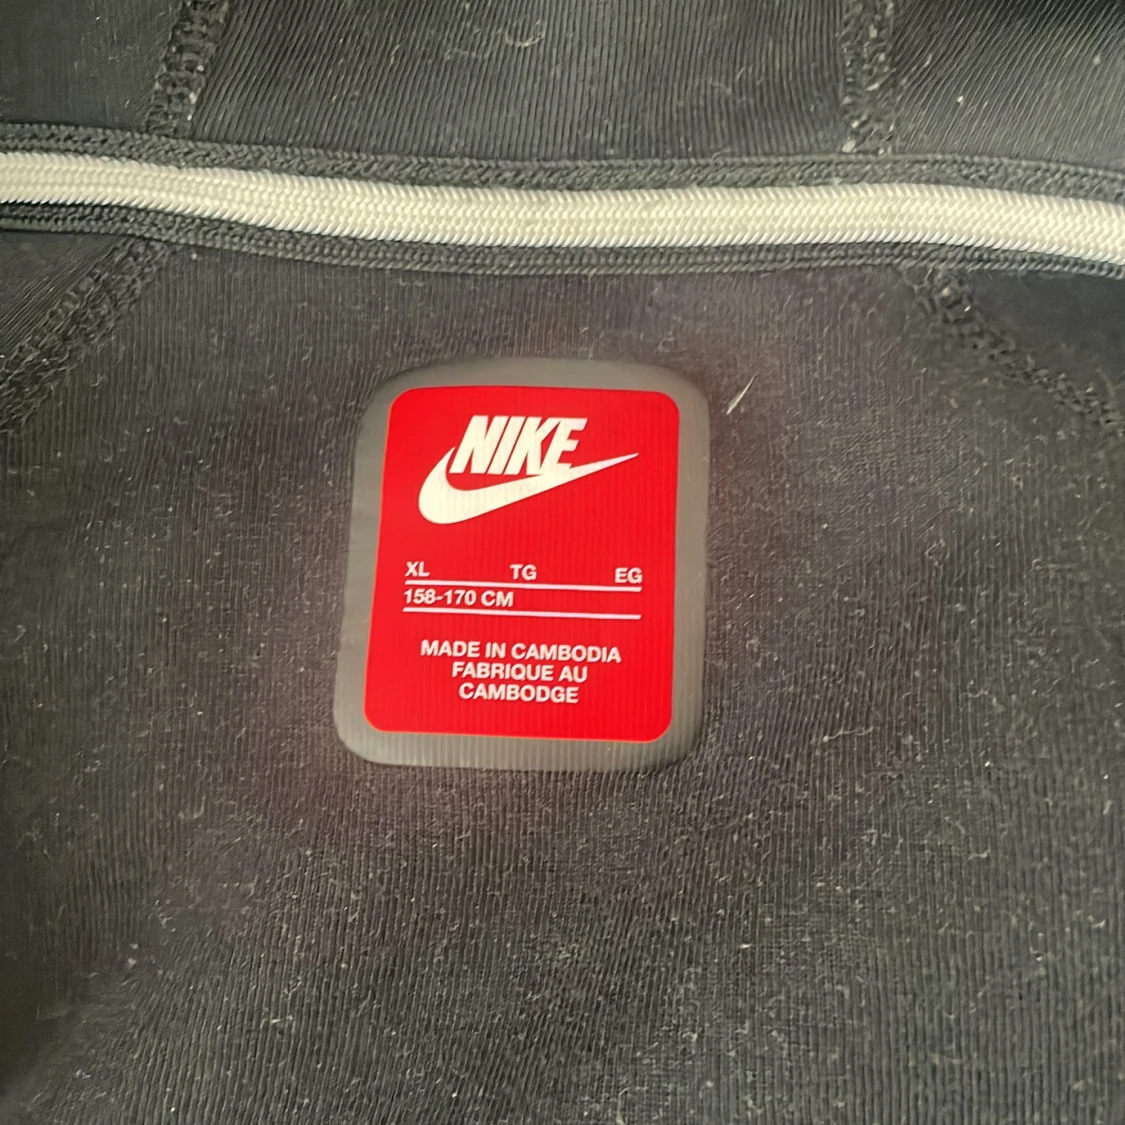 NIKE
XL TG EG
158-170 CM
MADE IN CAMBODIA
FABRIQUE AU
CAMBODGE